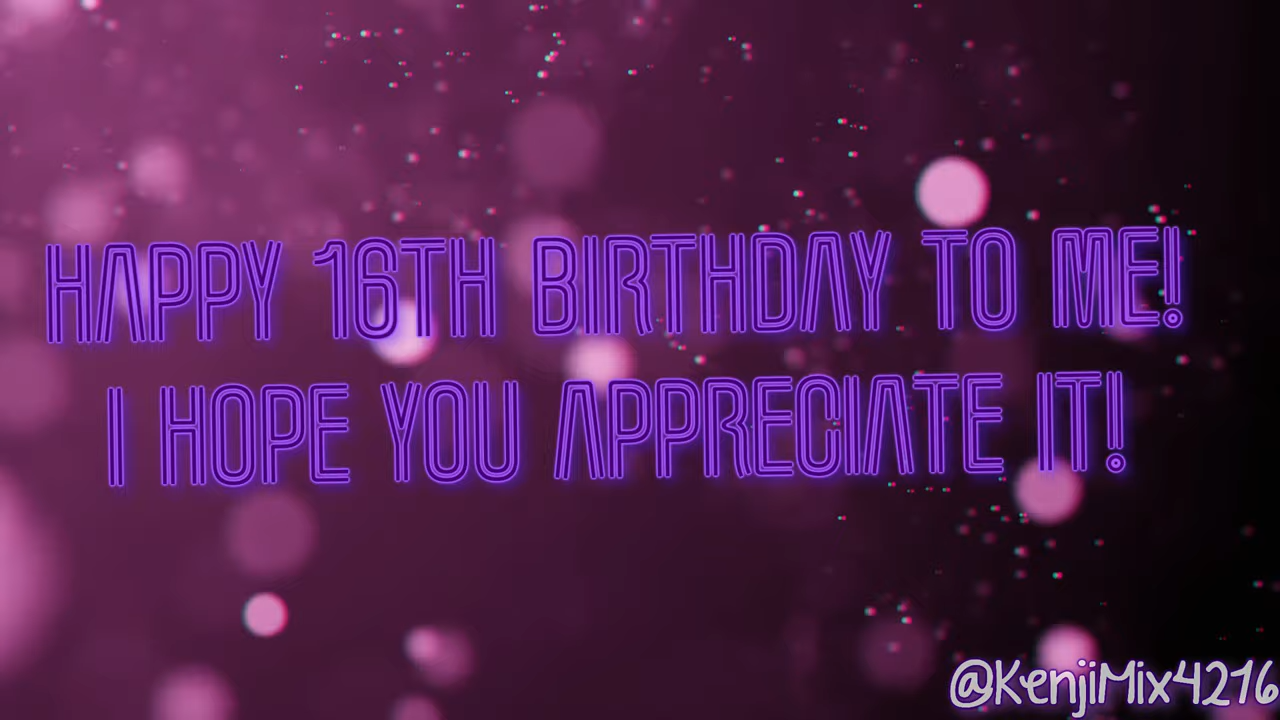 HAPPY 16TH BIRTHDAY TO ME!
I HOPE YOU APPRECIATE IT!
@KenjiMix4216